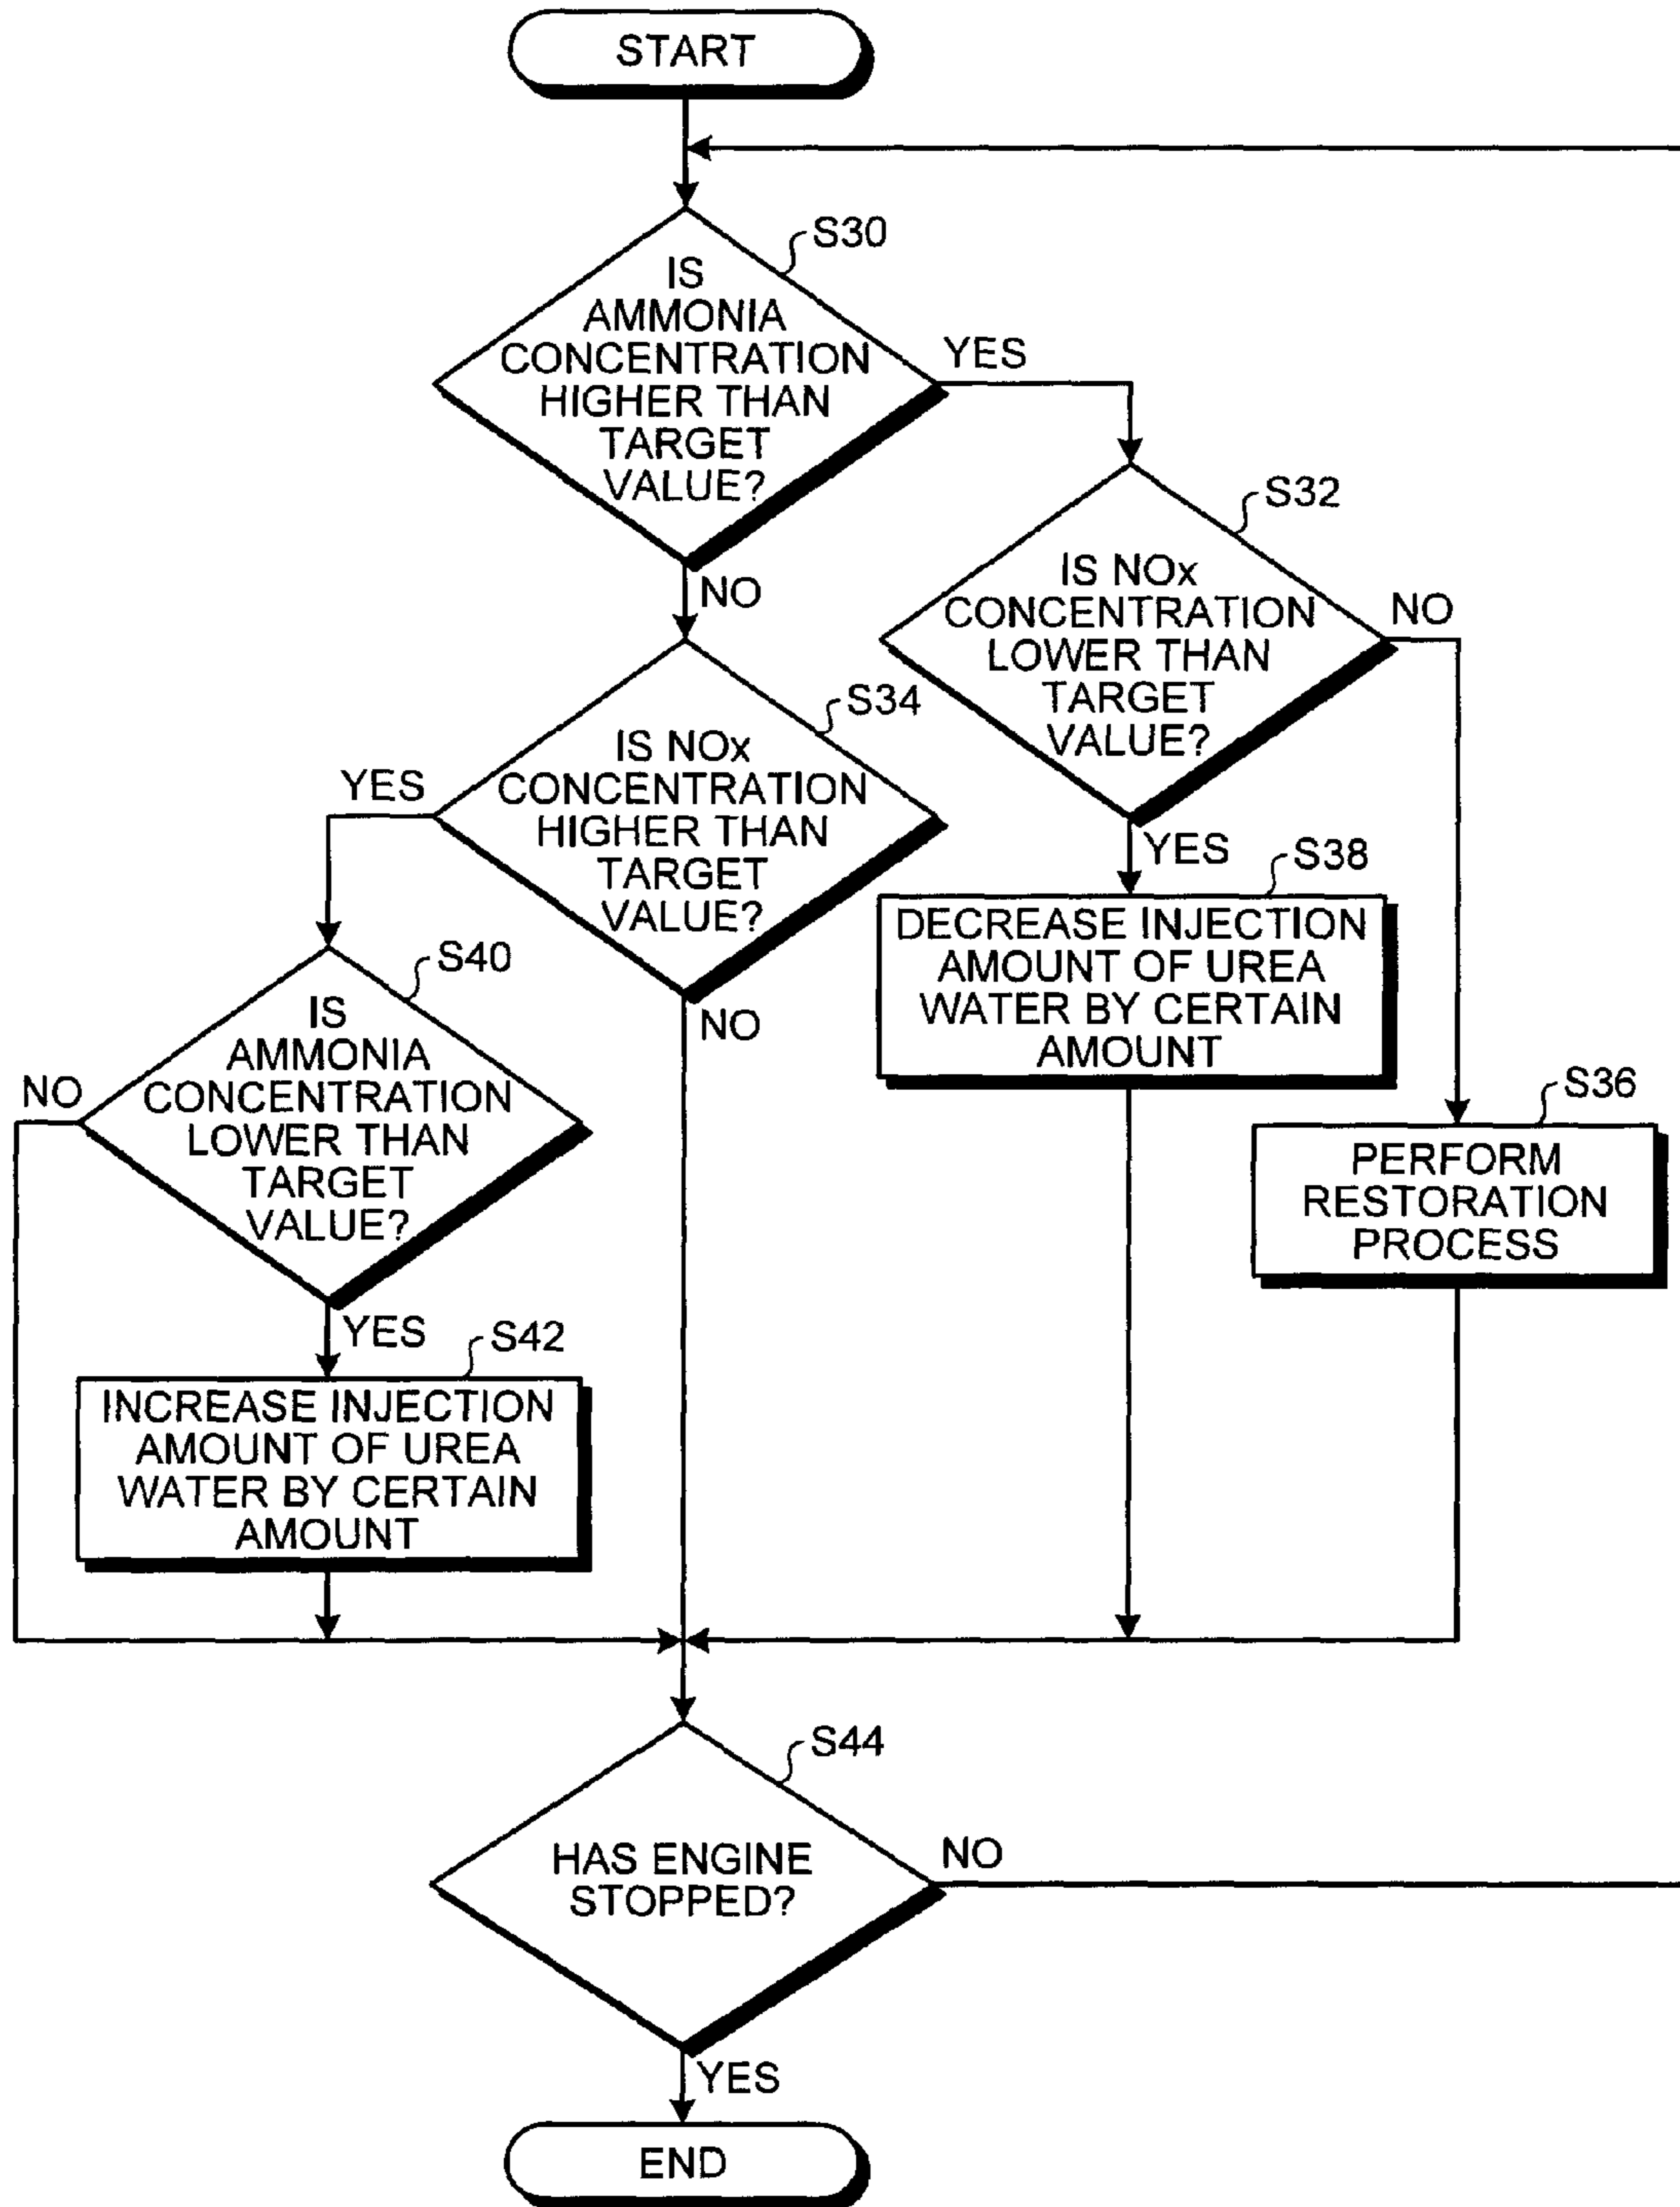 START
S30
IS
AMMONIA
CONCENTRATION
HIGHER THAN
TARGET
VALUE?
YES
NO
S32
IS NOx
CONCENTRATION
LOWER THAN
TARGET
VALUE?
NO
YES
S34
IS NOx
CONCENTRATION
HIGHER THAN
TARGET
VALUE?
YES
NO
S38
DECREASE INJECTION
AMOUNT OF UREA
WATER BY CERTAIN
AMOUNT
S40
IS
AMMONIA
CONCENTRATION
LOWER THAN
TARGET
VALUE?
NO
YES
S36
PERFORM
RESTORATION
PROCESS
S42
INCREASE INJECTION
AMOUNT OF UREA
WATER BY CERTAIN
AMOUNT
S44
HAS ENGINE
STOPPED?
NO
YES
END